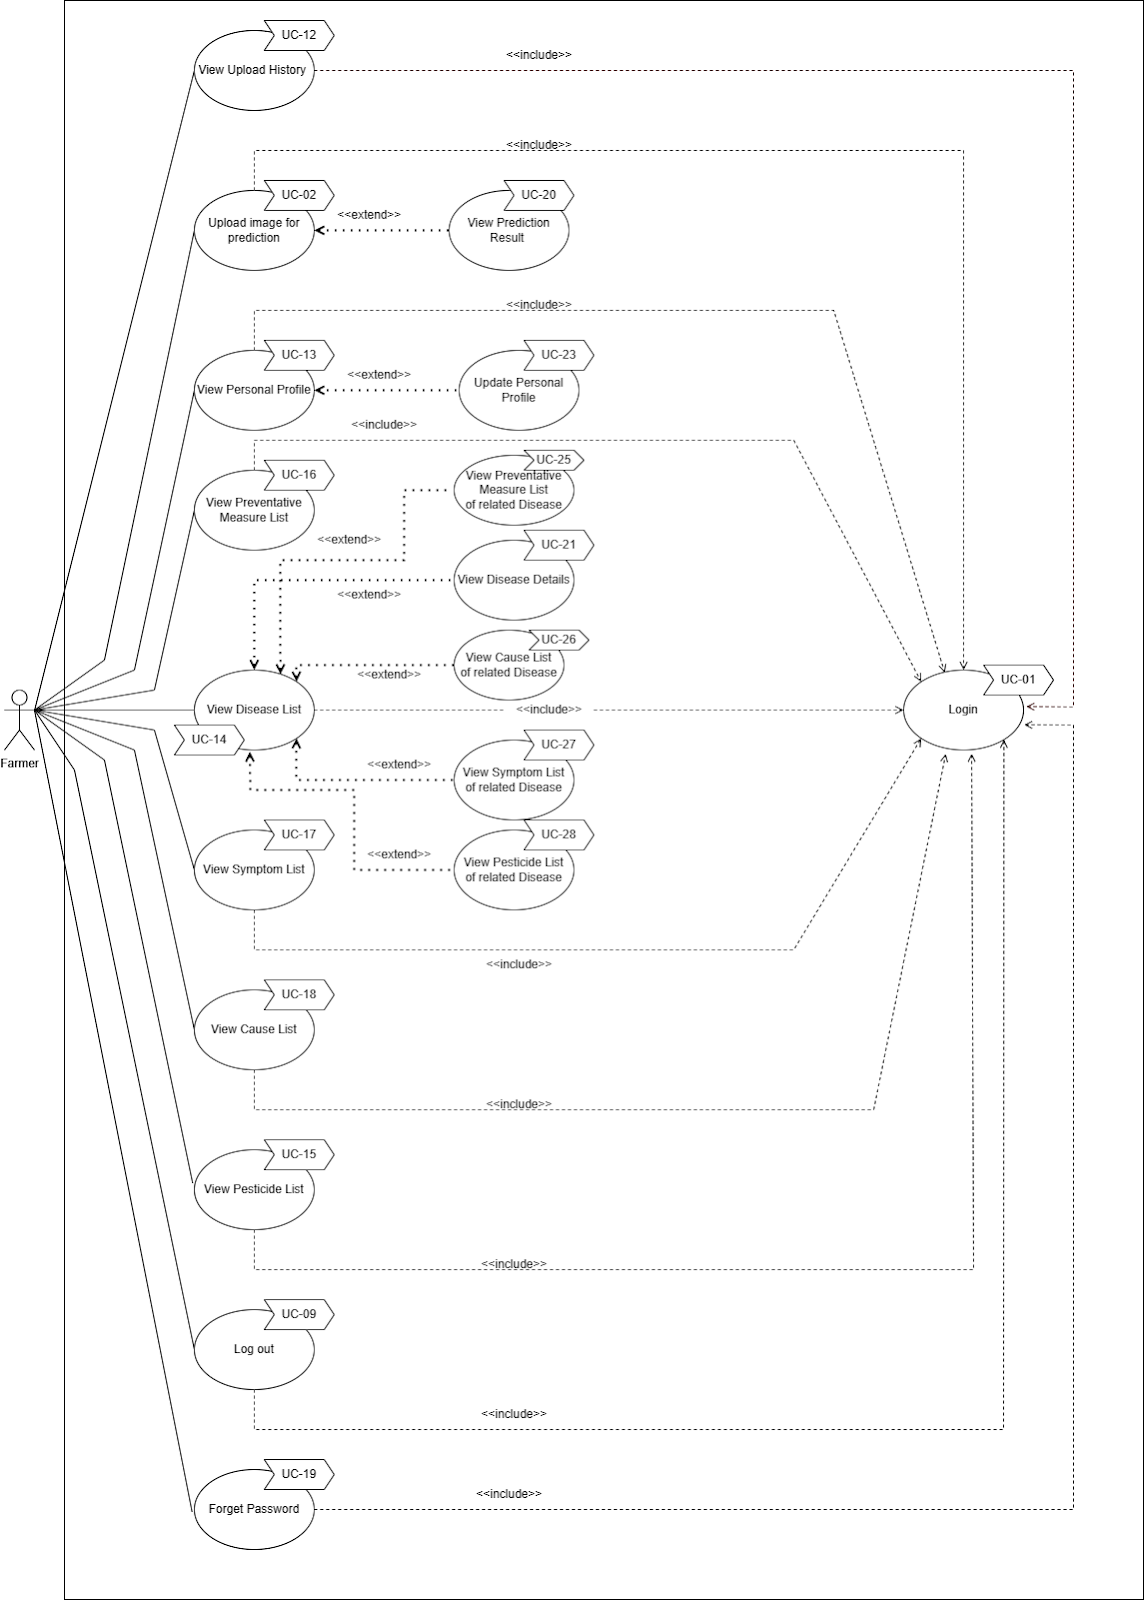 UC-12
<<include>>
View Upload History
<<include>>
UC-02
UC-20
<<extend>>
Upload image for
prediction
View Prediction
Result
<<include>>
UC-13
UC-23
<<extend>>
View Personal Profile
Update Personal
Profile
<<include>>
UC-16
UC-25
View Preventative
Measure List
View Preventative
Measure List
of related Disease
<<extend>>
UC-21
View Disease Details
<<extend>>
UC-26
View Cause List
of related Disease
<<extend>>
UC-01
View Disease List
<<include>>
Login
UC-14
UC-27
Farmer
<<extend>>
View Symptom List
of related Disease
UC-17
UC-28
<<extend>>
View Symptom List
View Pesticide List
of related Disease
<<include>>
UC-18
View Cause List
<<include>>
UC-15
View Pesticide List
<<include>>
UC-09
Log out
<<include>>
UC-19
<<include>>
Forget Password